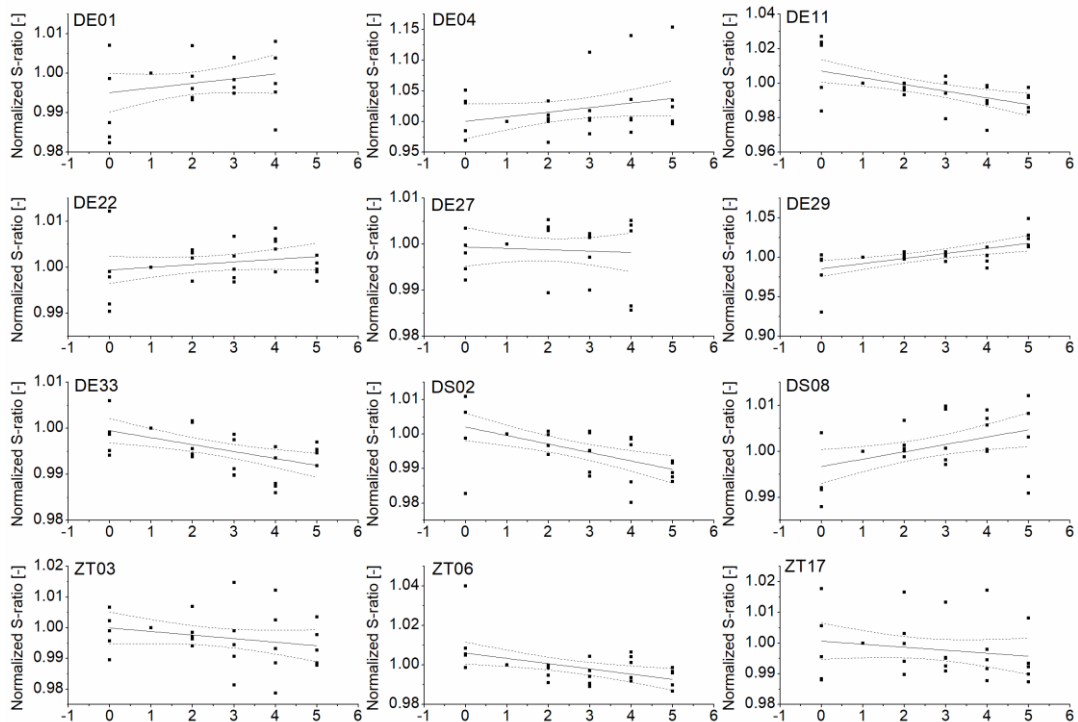 DE01
Normalized S-ratio [-]
1.01
1.00
0.99
0.98
-1 0 1 2 3 4 5 6
DE04
Normalized S-ratio [-]
1.15
1.10
1.05
1.00
0.95
-1 0 1 2 3 4 5 6
DE11
Normalized S-ratio [-]
1.04
1.02
1.00
0.98
0.96
-1 0 1 2 3 4 5 6
DE22
Normalized S-ratio [-]
1.01
1.00
0.99
-1 0 1 2 3 4 5 6
DE27
Normalized S-ratio [-]
1.01
1.00
0.99
0.98
-1 0 1 2 3 4 5 6
DE29
Normalized S-ratio [-]
1.05
1.00
0.95
0.90
-1 0 1 2 3 4 5 6
DE33
Normalized S-ratio [-]
1.01
1.00
0.99
0.98
-1 0 1 2 3 4 5 6
DS02
Normalized S-ratio [-]
1.01
1.00
0.99
0.98
-1 0 1 2 3 4 5 6
DS08
Normalized S-ratio [-]
1.01
1.00
0.99
-1 0 1 2 3 4 5 6
ZT03
Normalized S-ratio [-]
1.02
1.01
1.00
0.99
0.98
-1 0 1 2 3 4 5 6
ZT06
Normalized S-ratio [-]
1.04
1.02
1.00
0.98
-1 0 1 2 3 4 5 6
ZT17
Normalized S-ratio [-]
1.02
1.01
1.00
0.99
0.98
-1 0 1 2 3 4 5 6